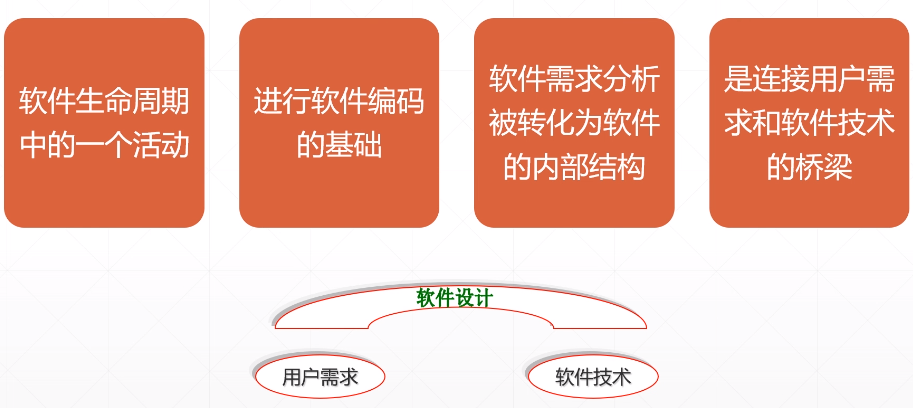 软件生命周期
中的一个活动
进行软件编码
的基础
软件需求分析
被转化为软件
的内部结构
是连接用户需
求和软件技术
的桥梁
软件设计
用户需求
软件技术